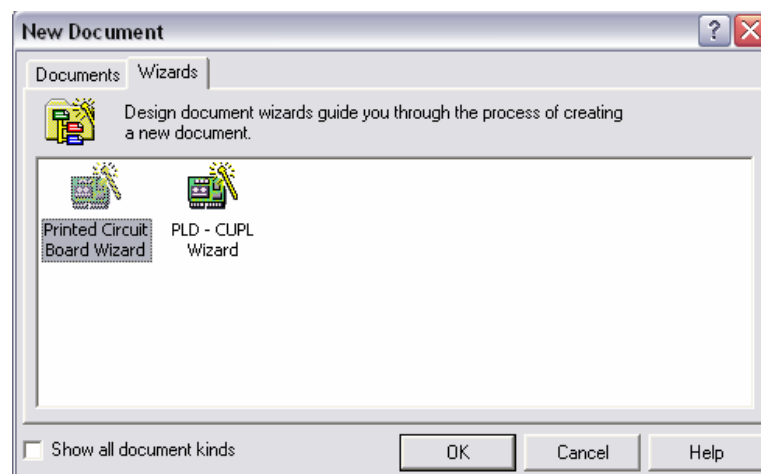 New Document
Documents Wizards
Design document wizards guide you through the process of creating
a new document.
Printed Circuit
Board Wizard
PLD - CUPL
Wizard
Show all document kinds
OK Cancel Help